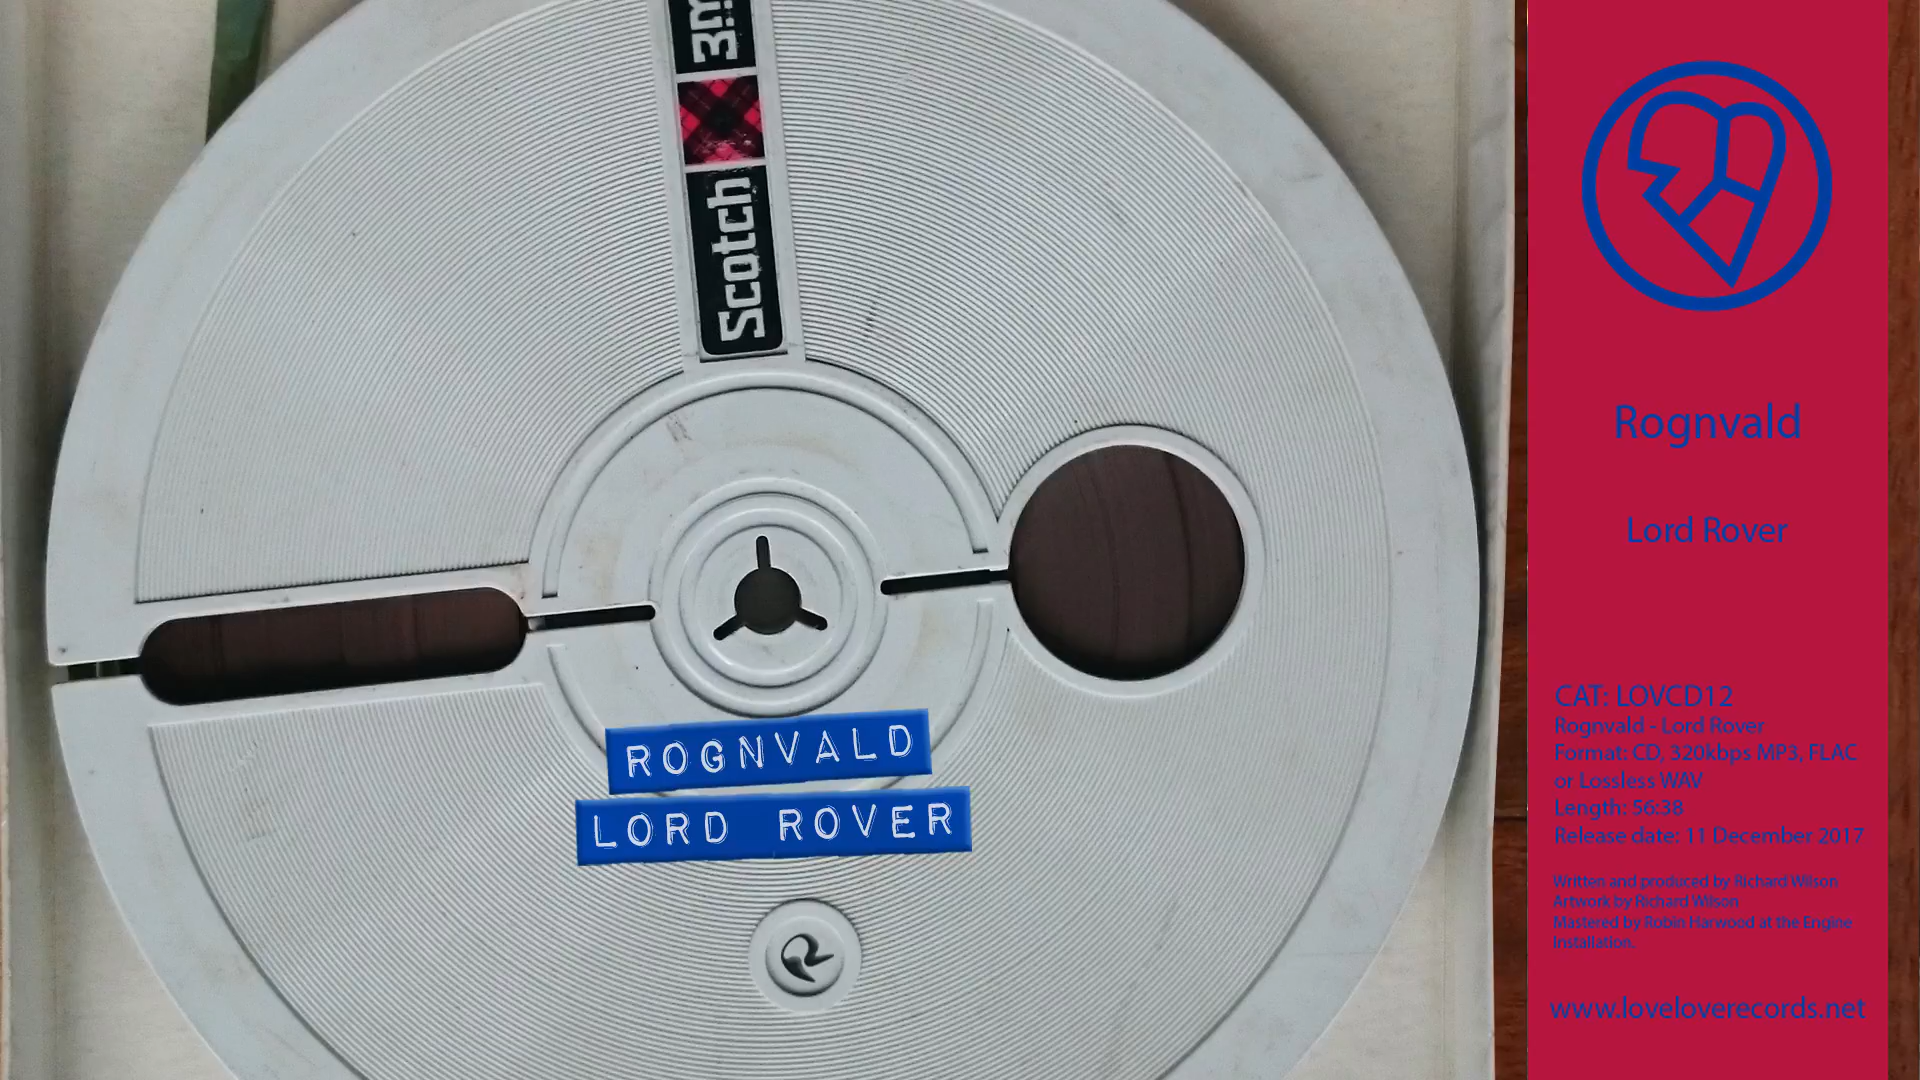 Scotch 3m
ROGNVALD
LORD ROVER
Rognvald
Lord Rover
CAT: LOVCD12
Rognvald - Lord Rover
Format: CD, 320kbps MP3, FLAC
or Lossless WAV
Length: 56:38
Release date: 11 December 2017
Written and produced by Richard Wilson
Artwork by Richard Wilson
Mastered by Robin Harwood at the Engine
Installation.
www.loveloverecords.net